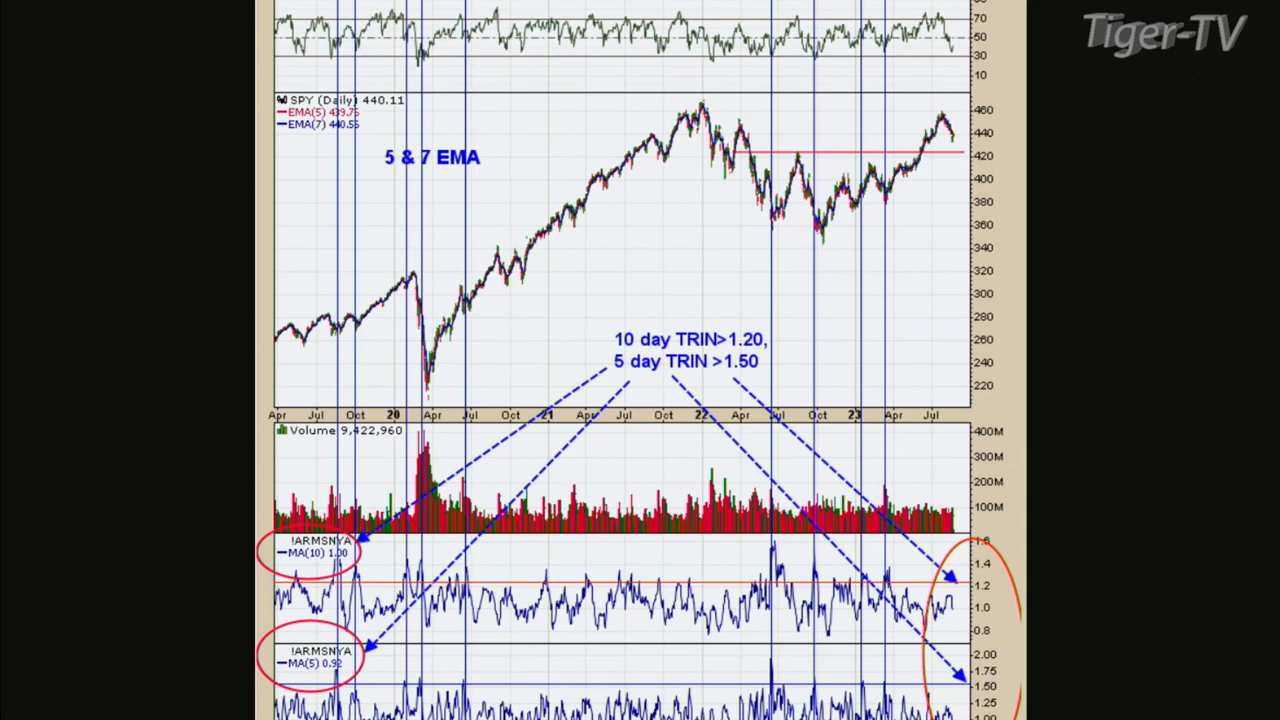 Tiger-TV
70
50
30
10
SPY (Daily) 440.11
EMA(5) 439.76
EMA(7) 440.56
5 & 7 EMA
460
440
420
400
380
360
340
320
300
280
260
240
220
10 day TRIN>1.20,
5 day TRIN >1.50
Apr Jul Oct 20 Apr Jul Oct 21 Apr Jul Oct 22 Apr Jul Oct 23 Apr Jul
Volume 9,422,960
400M
300M
200M
100M
!ARMSNYA
MA(10) 1.00
1.6
1.4
1.2
1.0
0.8
!ARMSNYA
MA(5) 0.92
2.00
1.75
1.50
1.25
1.00